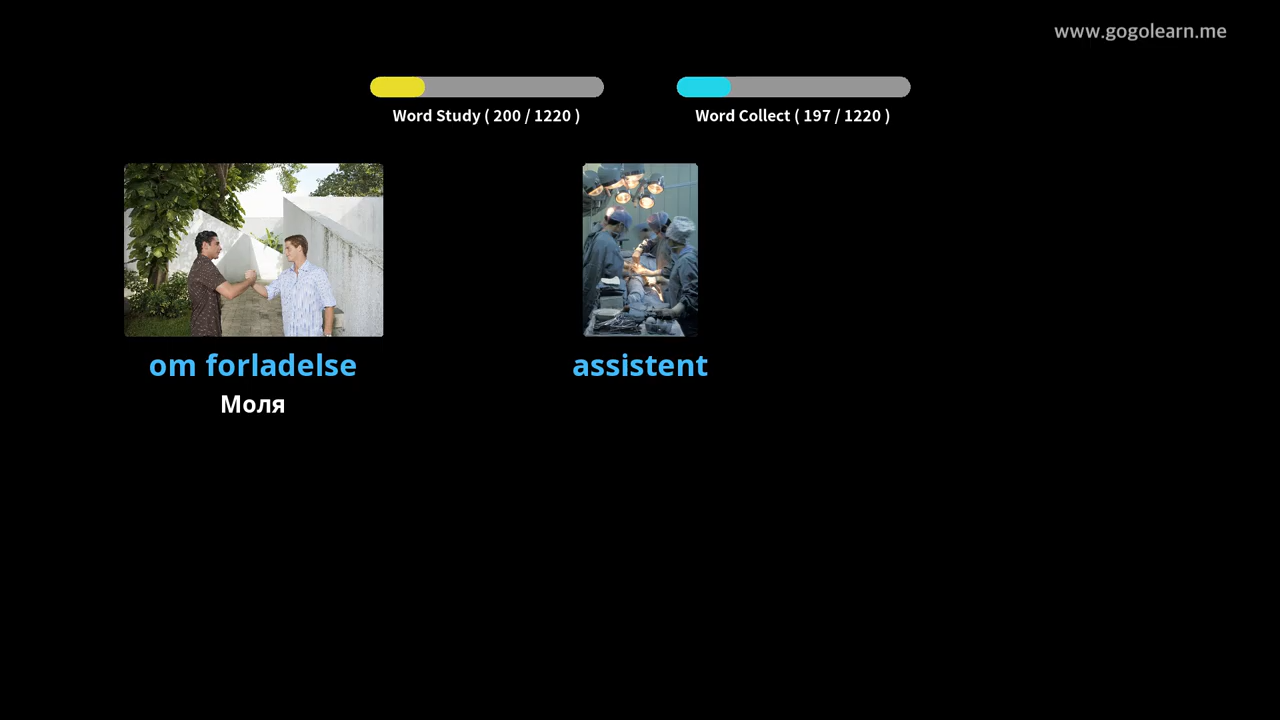 www.gogolearn.me
Word Study ( 200 / 1220 )
Word Collect ( 197 / 1220 )
om forladelse
Моля
assistent